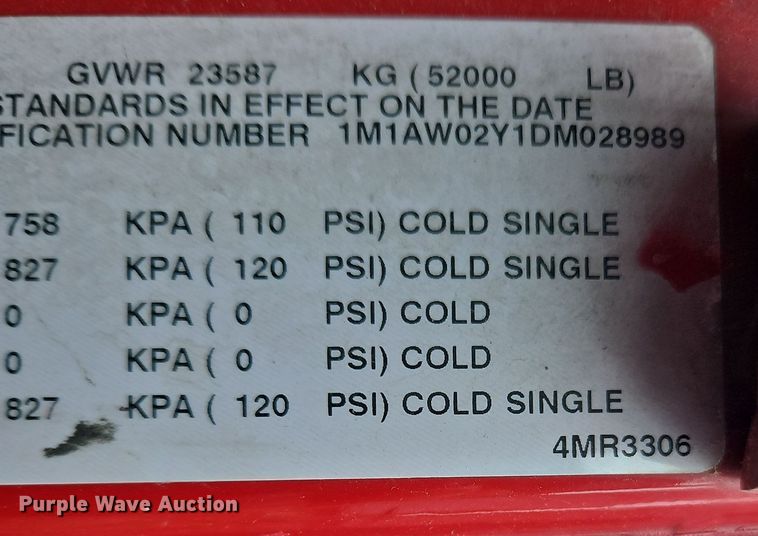 GVWR 23587 KG ( 52000 LB)
STANDARDS IN EFFECT ON THE DATE
FICATION NUMBER 1M1AW02Y1DM028989
758 KPA ( 110 PSI) COLD SINGLE
827 KPA ( 120 PSI) COLD SINGLE
0 KPA ( 0 PSI) COLD
0 KPA ( 0 PSI) COLD
827 KPA ( 120 PSI) COLD SINGLE
4MR3306
Purple Wave Auction